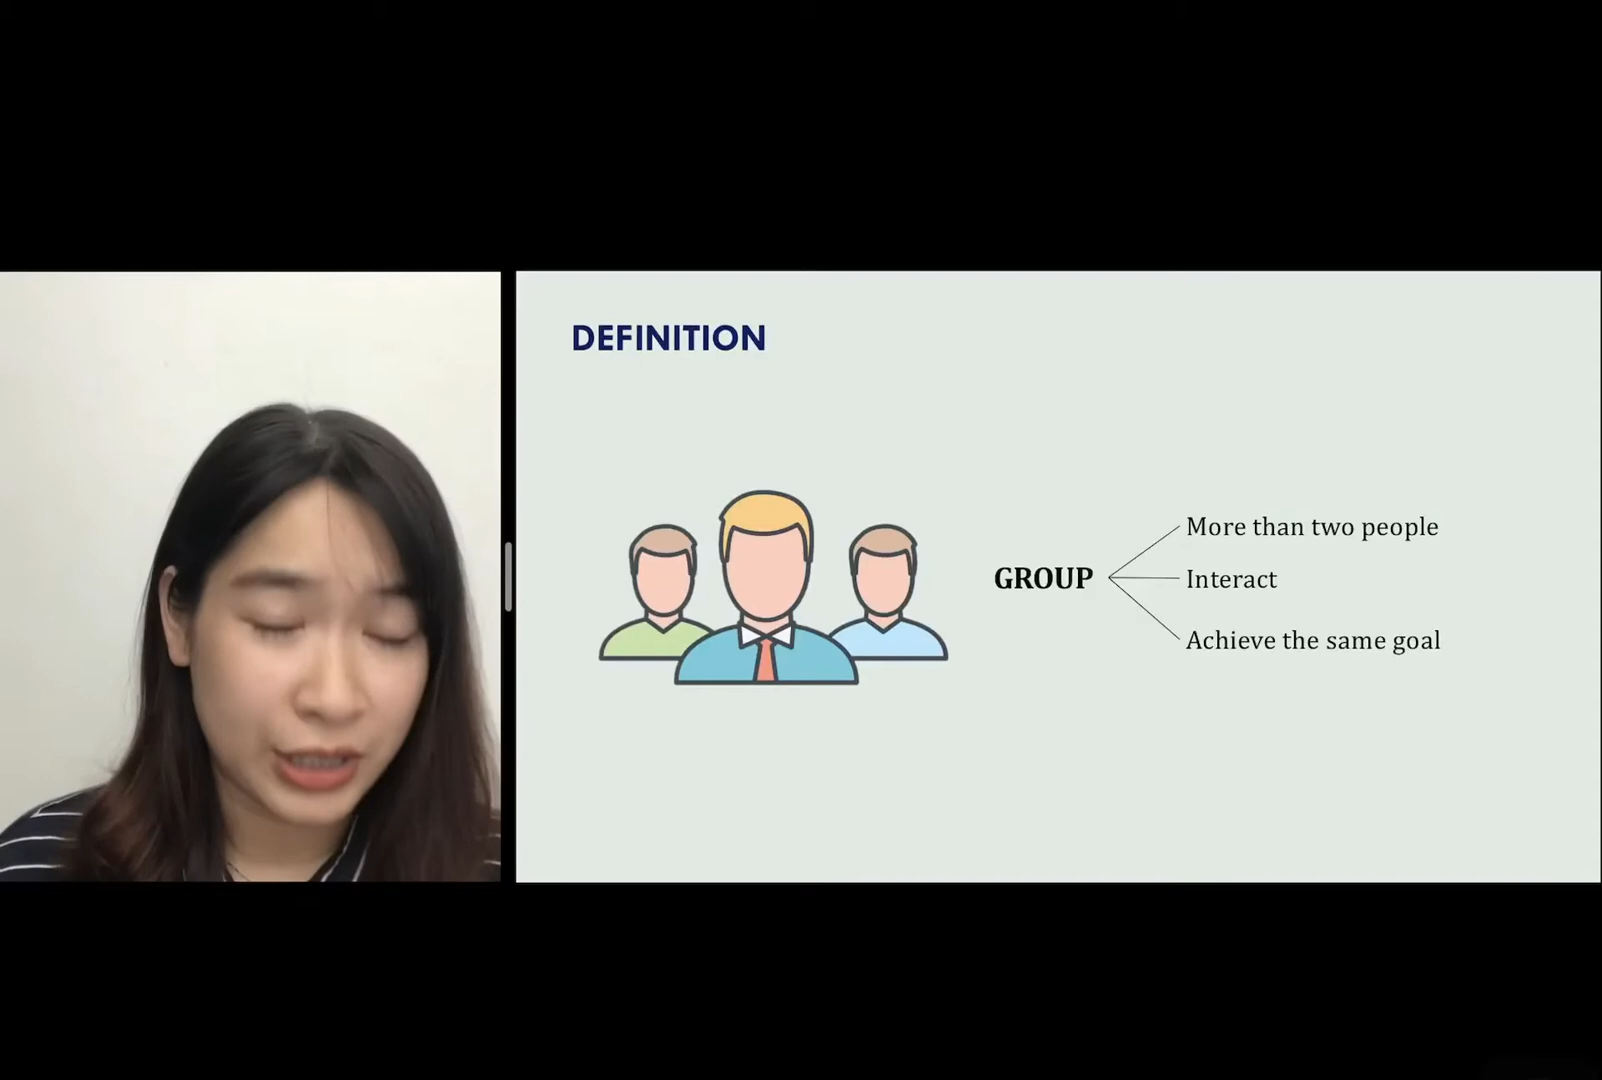 DEFINITION
GROUP
More than two people
Interact
Achieve the same goal